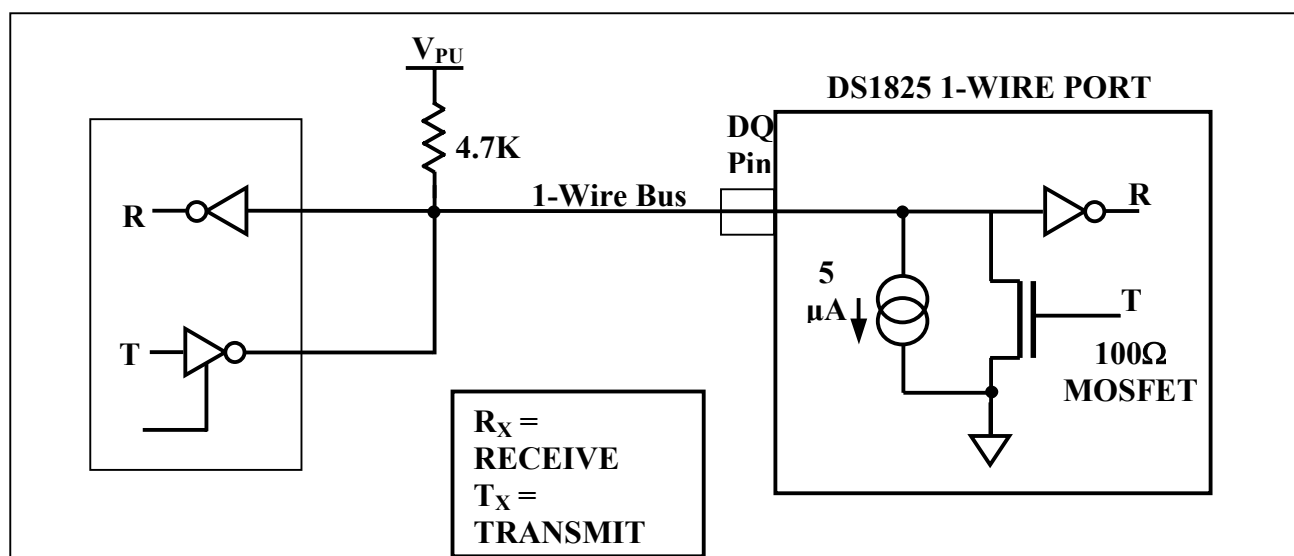 V_PU
DS1825 1-WIRE PORT
4.7K
DQ
Pin
1-Wire Bus
R
R
5
µA
T
T
100Ω
MOSFET
R_X =
RECEIVE
T_X =
TRANSMIT